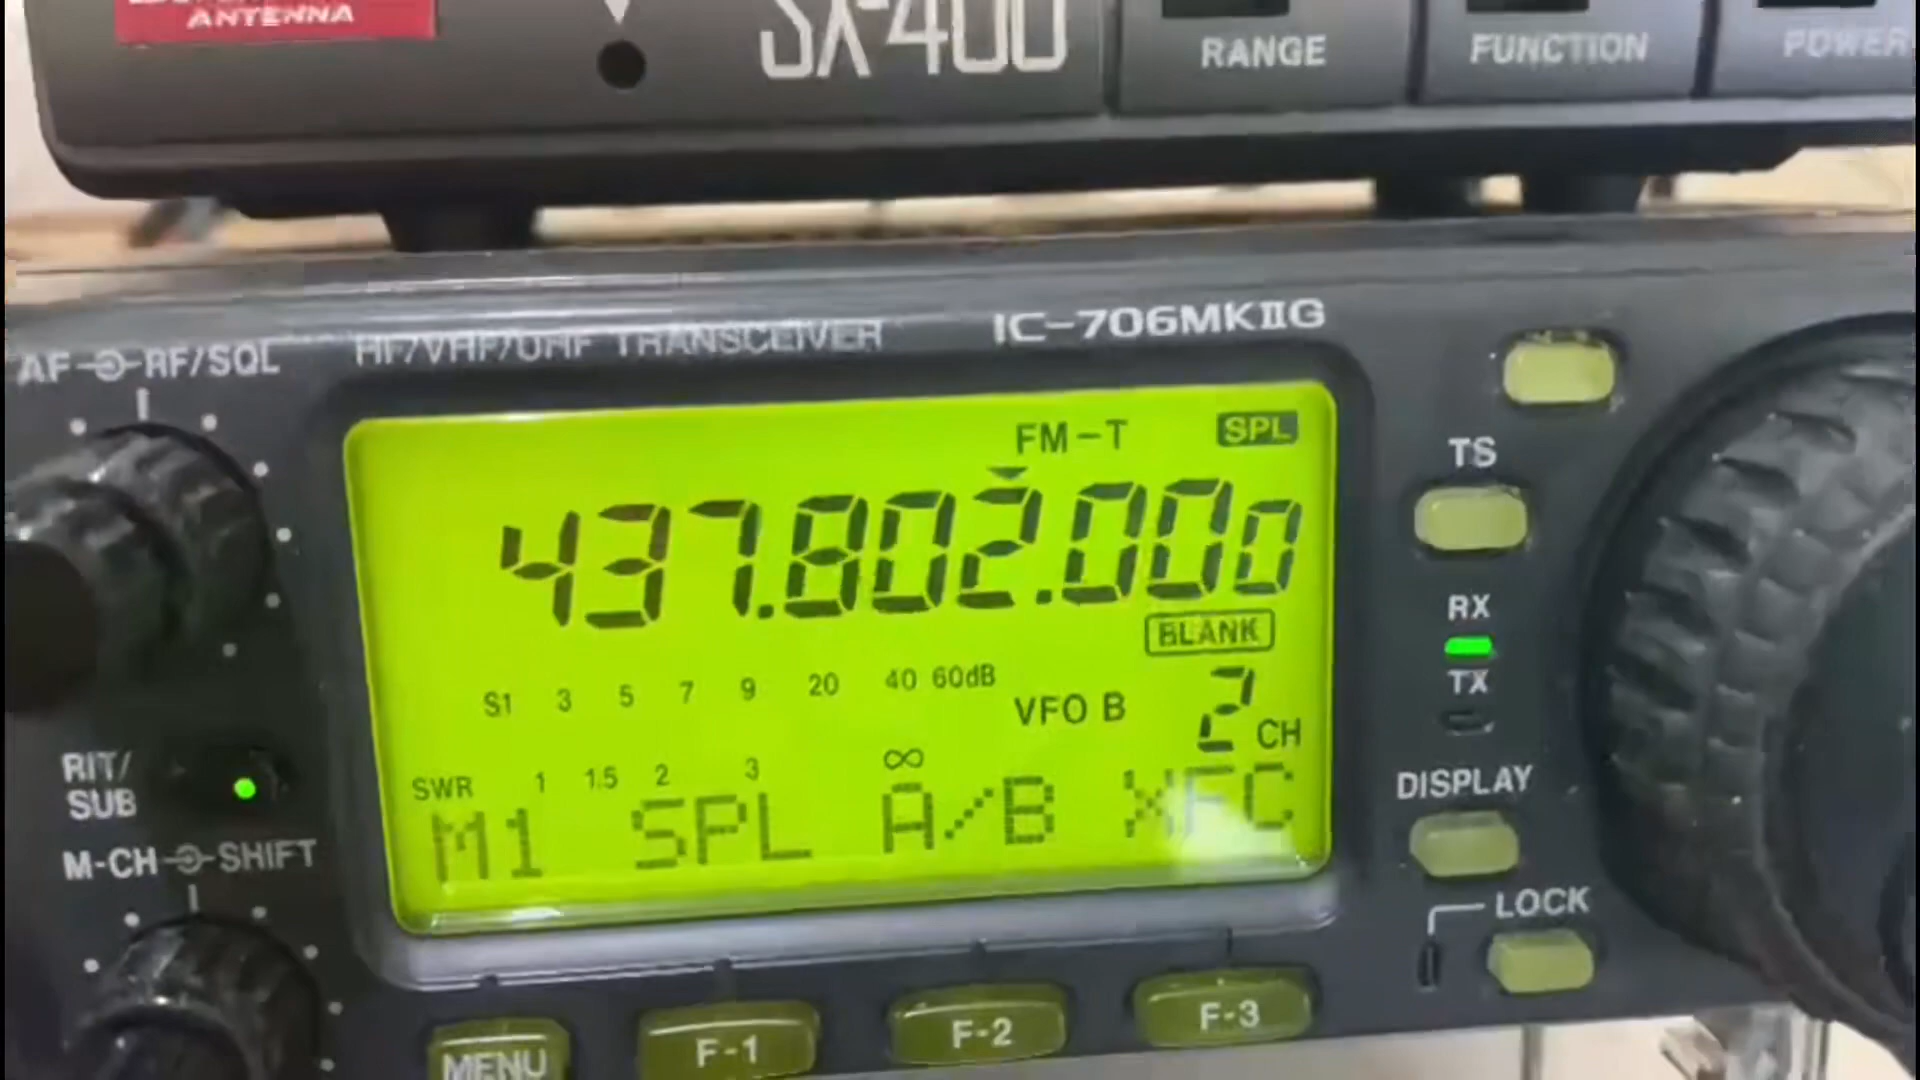 ANTENNA
SX-400
RANGE
FUNCTION
POWER
HF/VHF/UHF TRANSCEIVER
IC-706MKIIG
AF RF/SQL
FM-T SPL
437.802.000
BLANK
S1 3 5 7 9 20 40 60dB
VFO B
2 CH
SWR 1 1.5 2 3 ∞
M1 SPL A/B XFC
TS
RX
TX
DISPLAY
LOCK
RIT/
SUB
M-CH SHIFT
MENU
F-1
F-2
F-3